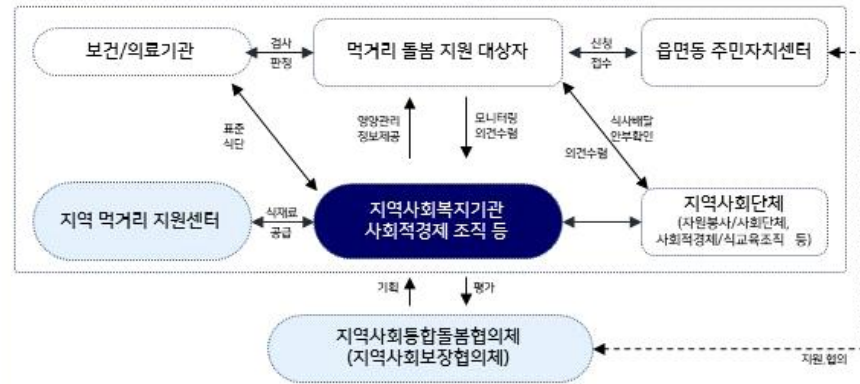 보건/의료기관
검사
판정
먹거리 돌봄 지원 대상자
신청
접수
읍면동 주민자치센터
표준
식단
영양관리
정보제공
모니터링
의견수렴
식사배달
안부확인
의견수렴
지역 먹거리 지원센터
식재료
공급
지역사회복지기관
사회적경제 조직 등
지역사회단체
(자원봉사/사회단체,
사회적경제/식교육조직 등)
기획
평가
지역사회통합돌봄협의체
(지역사회보장협의체)
지원,협의